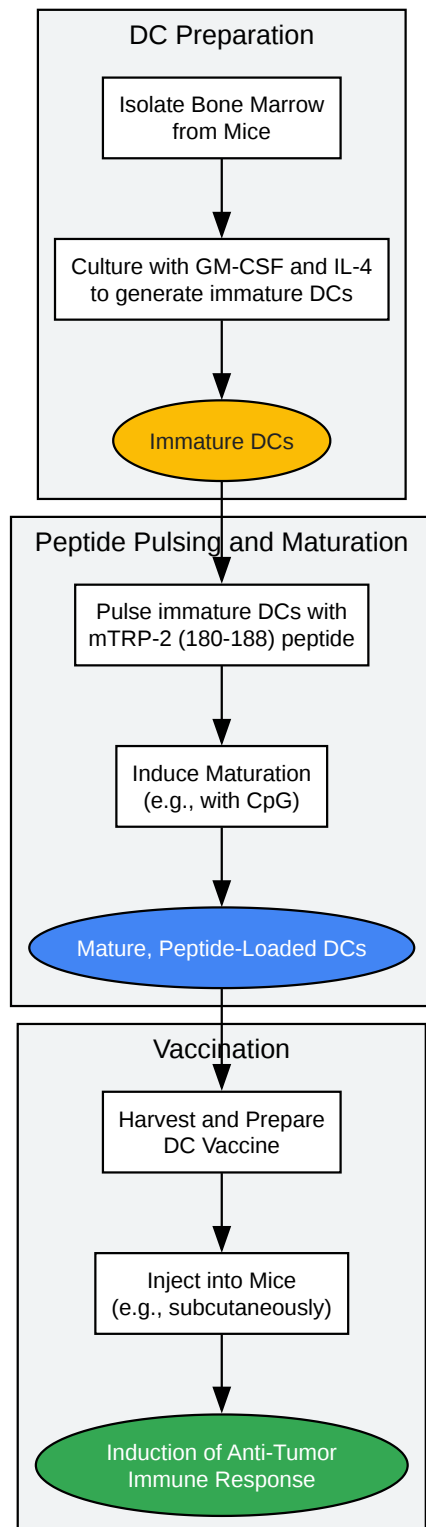 DC Preparation
Isolate Bone Marrow
from Mice
Culture with GM-CSF and IL-4
to generate immature DCs
Immature DCs
Peptide Pulsing and Maturation
Pulse immature DCs with
mTRP-2 (180-188) peptide
Induce Maturation
(e.g., with CpG)
Mature, Peptide-Loaded DCs
Vaccination
Harvest and Prepare
DC Vaccine
Inject into Mice
(e.g., subcutaneously)
Induction of Anti-Tumor
Immune Response